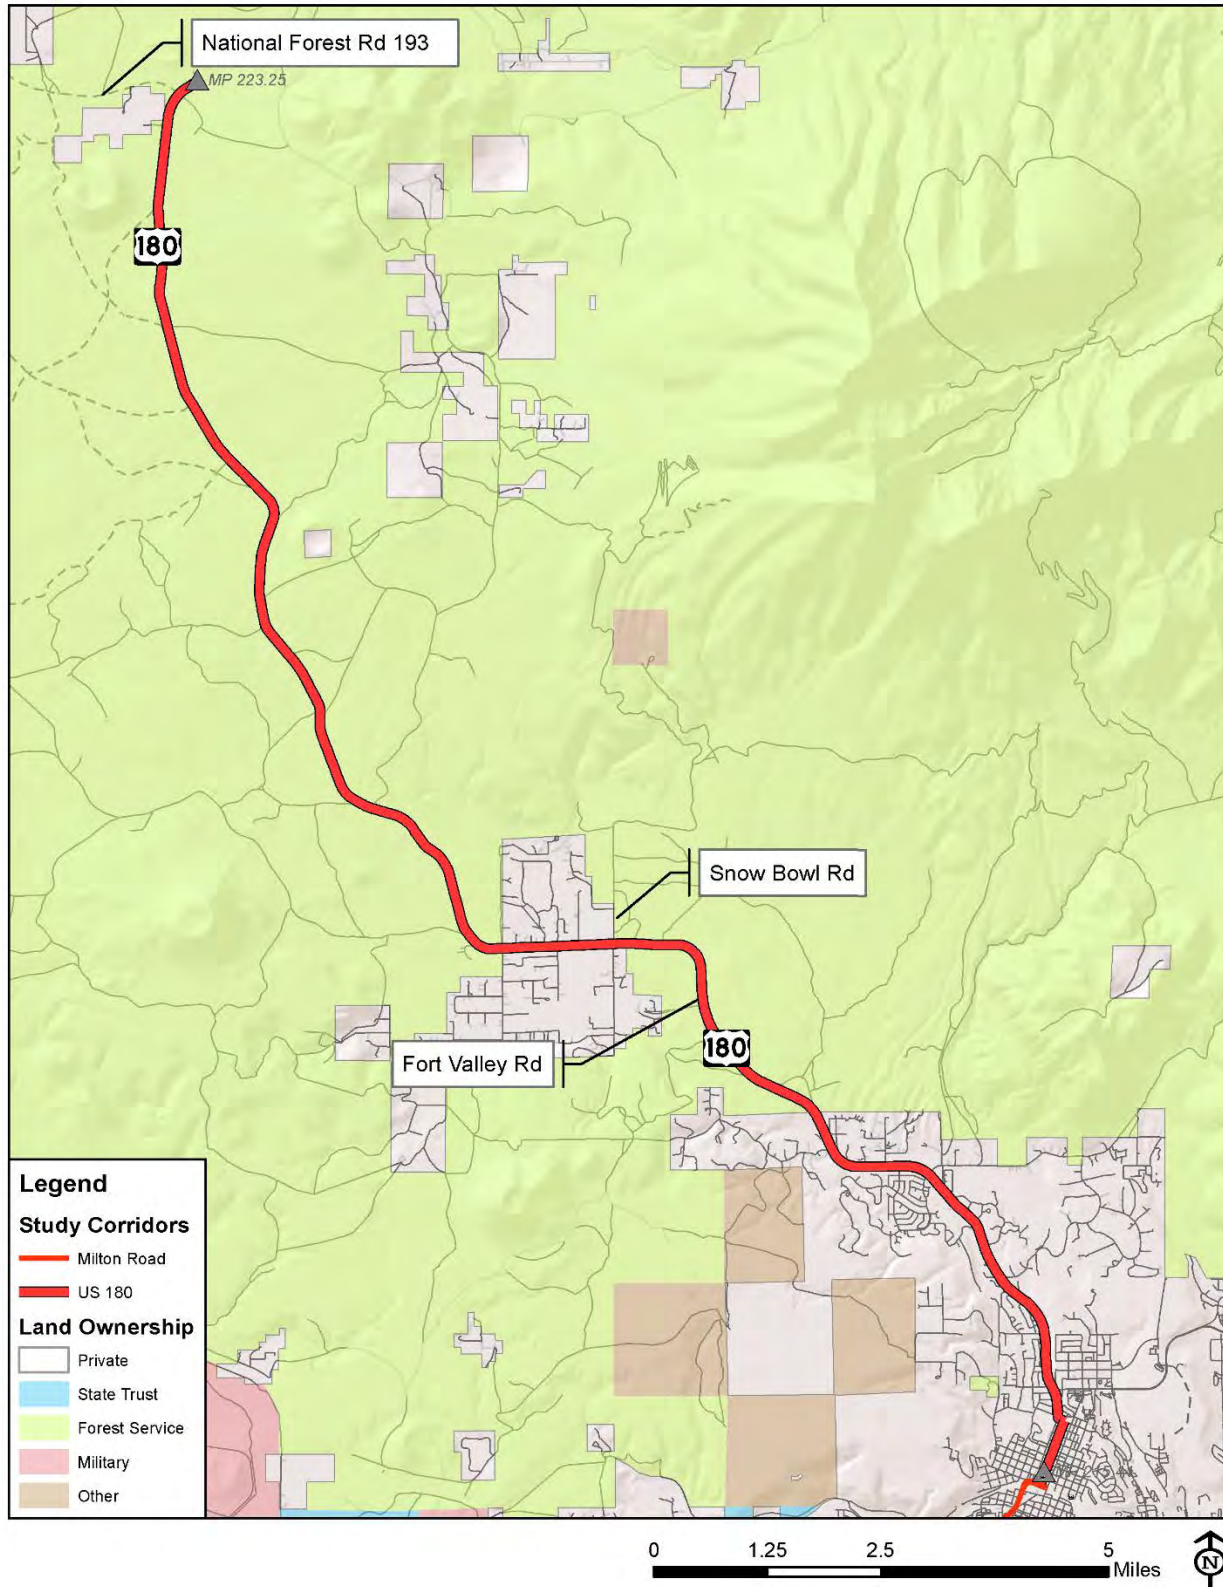 National Forest Rd 193
MP 223.25
180
Snow Bowl Rd
Fort Valley Rd
180
Legend
Study Corridors
Milton Road
US 180
Land Ownership
Private
State Trust
Forest Service
Military
Other
0 1.25 2.5 5
Miles
N